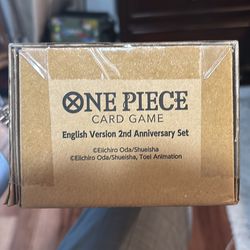 ONE PIECE
CARD GAME
English Version 2nd Anniversary Set
©Eiichiro Oda/Shueisha
©Eiichiro Oda/Shueisha, Toei Animation